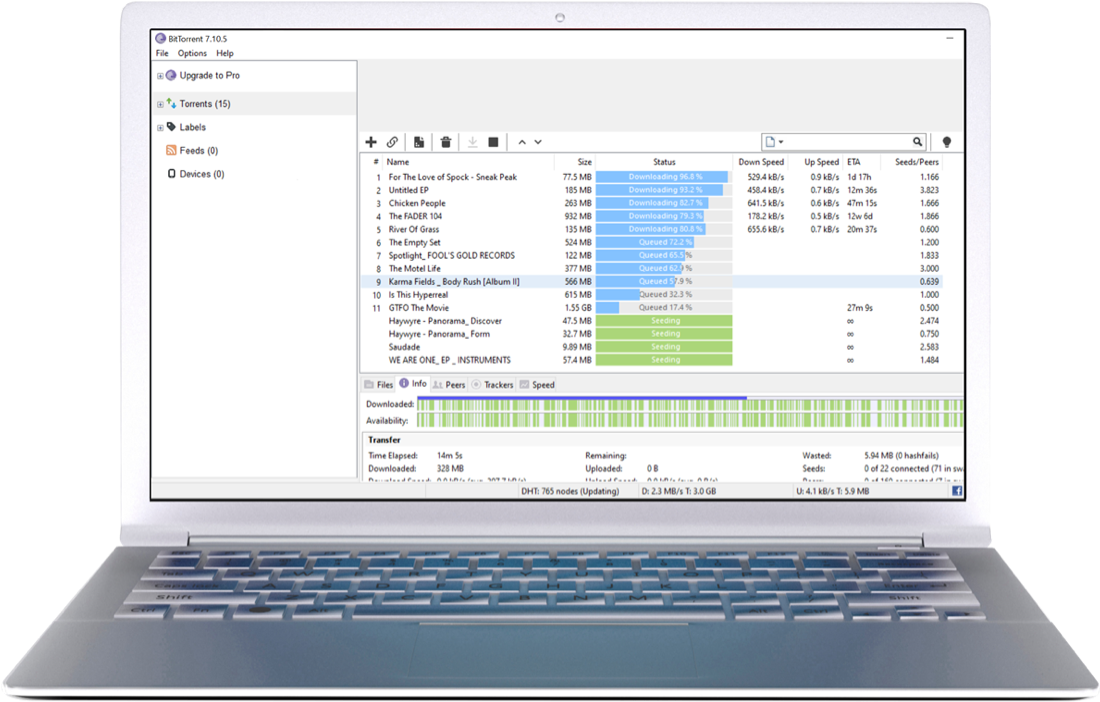 BitTorrent 7.10.5
File Options Help
Upgrade to Pro
Torrents (15)
Labels
Feeds (0)
Devices (0)
# Name Size Status Down Speed Up Speed ETA Seeds/Peers
1 For The Love of Spock - Sneak Peak 77.5 MB Downloading 96.8 % 529.4 kB/s 0.9 kB/s 1d 17h 1.166
2 Untitled EP 185 MB Downloading 93.2 % 458.4 kB/s 0.7 kB/s 12m 36s 3.823
3 Chicken People 263 MB Downloading 82.7 % 641.5 kB/s 0.6 kB/s 47m 15s 1.666
4 The FADER 104 932 MB Downloading 79.3 % 178.2 kB/s 0.5 kB/s 12w 6d 1.866
5 River Of Grass 135 MB Downloading 80.8 % 655.6 kB/s 0.7 kB/s 20m 37s 0.600
6 The Empty Set 524 MB Queued 72.2 % 1.200
7 Spotlight_ FOOL'S GOLD RECORDS 122 MB Queued 65.5 % 1.833
8 The Motel Life 377 MB Queued 62.9 % 3.000
9 Karma Fields _ Body Rush [Album II] 566 MB Queued 57.9 % 0.639
10 Is This Hyperreal 615 MB Queued 32.3 % 1.000
11 GTFO The Movie 1.55 GB Queued 17.4 % 27m 9s 0.500
Haywyre - Panorama_ Discover 47.5 MB Seeding ∞ 2.474
Haywyre - Panorama_ Form 32.7 MB Seeding ∞ 0.750
Saudade 9.89 MB Seeding ∞ 2.583
WE ARE ONE_ EP _ INSTRUMENTS 57.4 MB Seeding ∞ 1.484
Files Info Peers Trackers Speed
Downloaded:
Availability:
Transfer
Time Elapsed: 14m 5s Remaining: Wasted: 5.94 MB (0 hashfails)
Downloaded: 328 MB Uploaded: 0 B Seeds: 0 of 22 connected (71 in sw
DHT: 765 nodes (Updating) D: 2.3 MB/s T: 3.0 GB U: 4.1 kB/s T: 5.9 MB